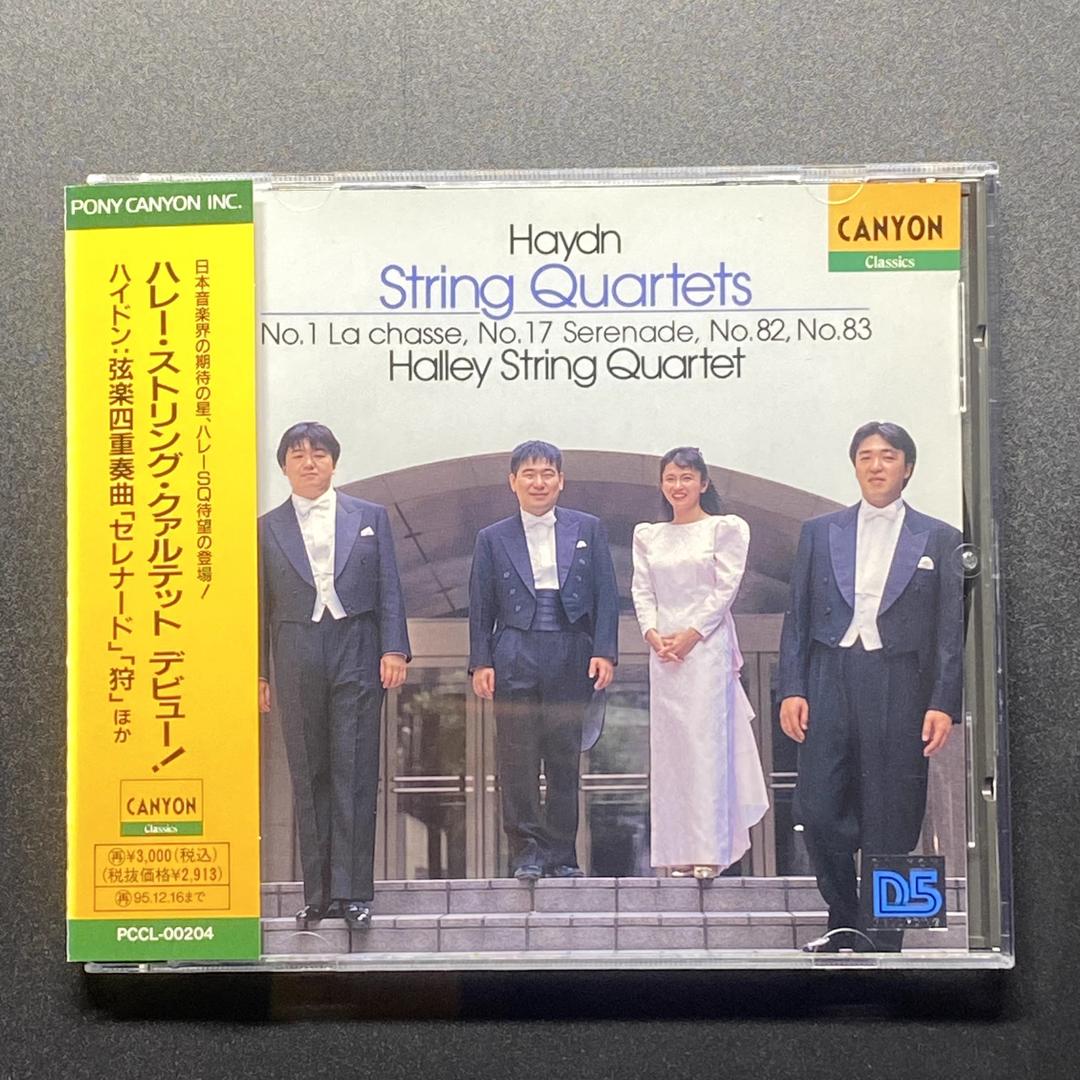 PONY CANYON INC.
日本音楽界の期待の星、ハレーSQ待望の登場!
ハレー・ストリング・クァルテット デビュー!
ハイドン:弦楽四重奏曲「セレナード」「狩」ほか
CANYON
Classics
再¥3,000(税込)
(税抜価格¥2,913)
再95.12.16まで
PCCL-00204
Haydn
String Quartets
No.1 La chasse, No.17 Serenade, No.82, No.83
Halley String Quartet
CANYON
Classics
D5